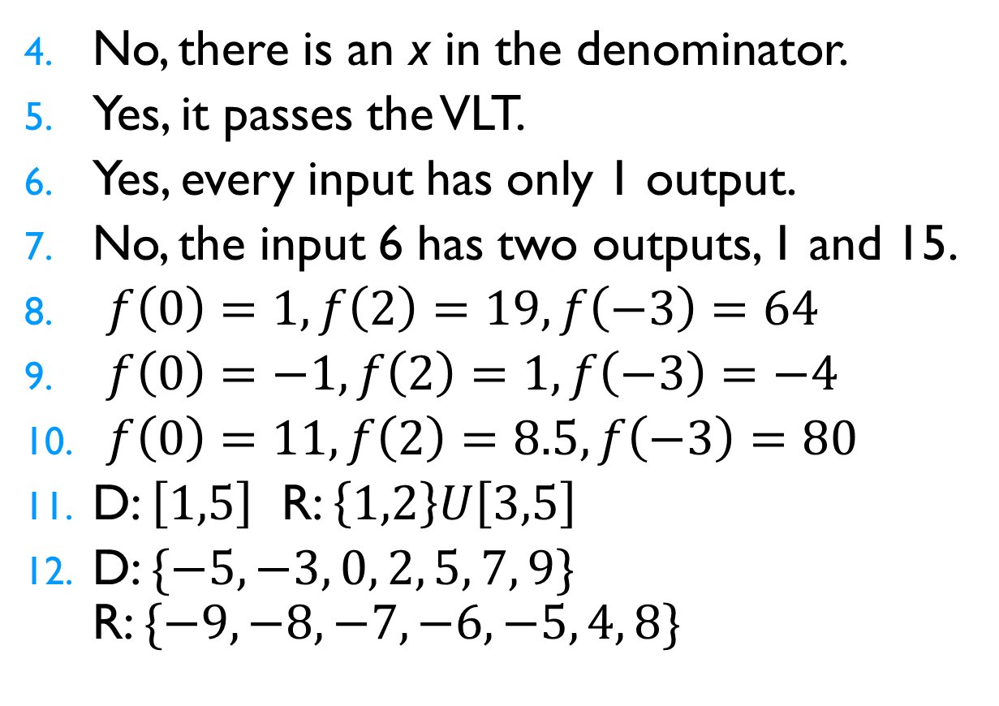 4. No, there is an x in the denominator.
5. Yes, it passes the VLT.
6. Yes, every input has only 1 output.
7. No, the input 6 has two outputs, 1 and 15.
8. f(0) = 1, f(2) = 19, f(−3) = 64
9. f(0) = −1, f(2) = 1, f(−3) = −4
10. f(0) = 11, f(2) = 8.5, f(−3) = 80
11. D: [1,5] R: {1,2}U[3,5]
12. D: {−5, −3, 0, 2, 5, 7, 9}
R: {−9, −8, −7, −6, −5, 4, 8}